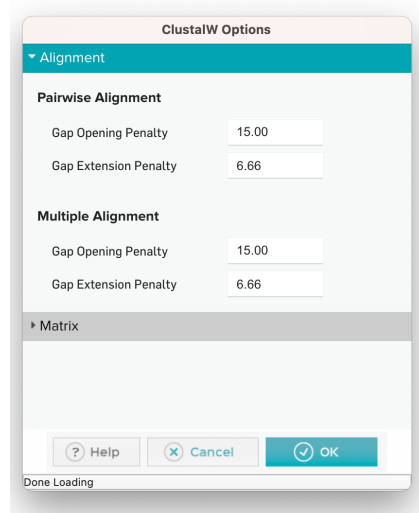 ClustalW Options
Alignment
Pairwise Alignment
Gap Opening Penalty 15.00
Gap Extension Penalty 6.66
Multiple Alignment
Gap Opening Penalty 15.00
Gap Extension Penalty 6.66
Matrix
? Help Cancel OK
Done Loading